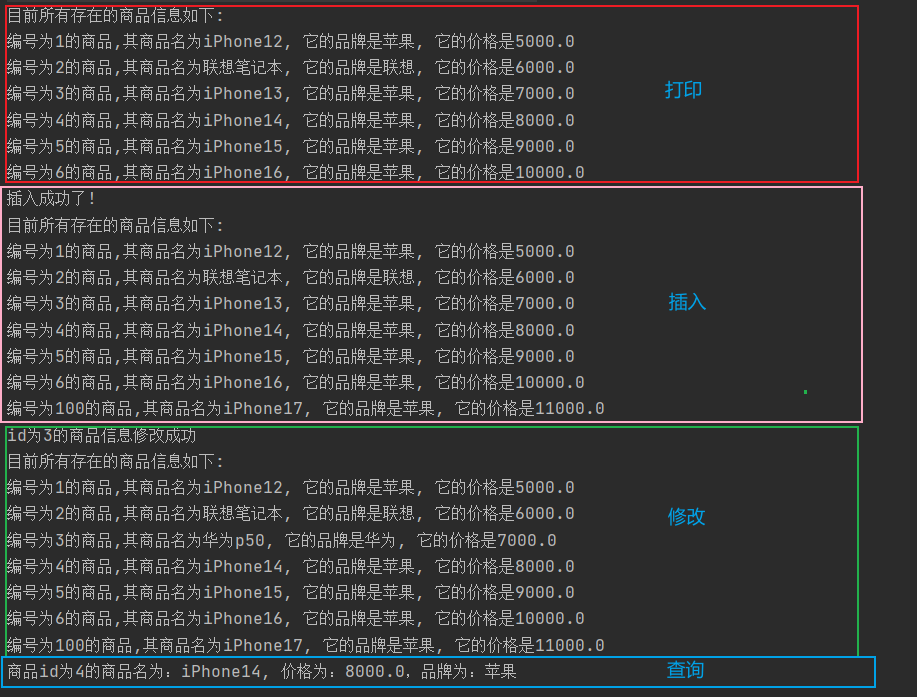 目前所有存在的商品信息如下:
编号为1的商品,其商品名为iPhone12, 它的品牌是苹果, 它的价格是5000.0
编号为2的商品,其商品名为联想笔记本, 它的品牌是联想, 它的价格是6000.0
编号为3的商品,其商品名为iPhone13, 它的品牌是苹果, 它的价格是7000.0
打印
编号为4的商品,其商品名为iPhone14, 它的品牌是苹果, 它的价格是8000.0
编号为5的商品,其商品名为iPhone15, 它的品牌是苹果, 它的价格是9000.0
编号为6的商品,其商品名为iPhone16, 它的品牌是苹果, 它的价格是10000.0
插入成功了!
目前所有存在的商品信息如下:
编号为1的商品,其商品名为iPhone12, 它的品牌是苹果, 它的价格是5000.0
编号为2的商品,其商品名为联想笔记本, 它的品牌是联想, 它的价格是6000.0
编号为3的商品,其商品名为iPhone13, 它的品牌是苹果, 它的价格是7000.0
插入
编号为4的商品,其商品名为iPhone14, 它的品牌是苹果, 它的价格是8000.0
编号为5的商品,其商品名为iPhone15, 它的品牌是苹果, 它的价格是9000.0
编号为6的商品,其商品名为iPhone16, 它的品牌是苹果, 它的价格是10000.0
编号为100的商品,其商品名为iPhone17, 它的品牌是苹果, 它的价格是11000.0
id为3的商品信息修改成功
目前所有存在的商品信息如下:
编号为1的商品,其商品名为iPhone12, 它的品牌是苹果, 它的价格是5000.0
编号为2的商品,其商品名为联想笔记本, 它的品牌是联想, 它的价格是6000.0
修改
编号为3的商品,其商品名为华为p50, 它的品牌是华为, 它的价格是7000.0
编号为4的商品,其商品名为iPhone14, 它的品牌是苹果, 它的价格是8000.0
编号为5的商品,其商品名为iPhone15, 它的品牌是苹果, 它的价格是9000.0
编号为6的商品,其商品名为iPhone16, 它的品牌是苹果, 它的价格是10000.0
编号为100的商品,其商品名为iPhone17, 它的品牌是苹果, 它的价格是11000.0
商品id为4的商品名为：iPhone14, 价格为：8000.0，品牌为：苹果
查询